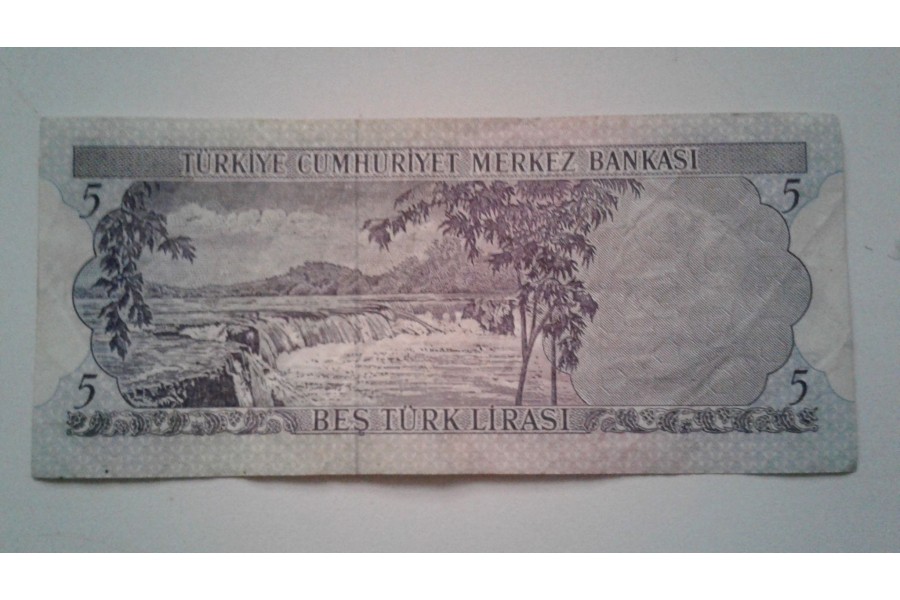 TÜRKİYE CUMHURİYET MERKEZ BANKASI
5 5
5 5
BEŞ TÜRK LİRASI